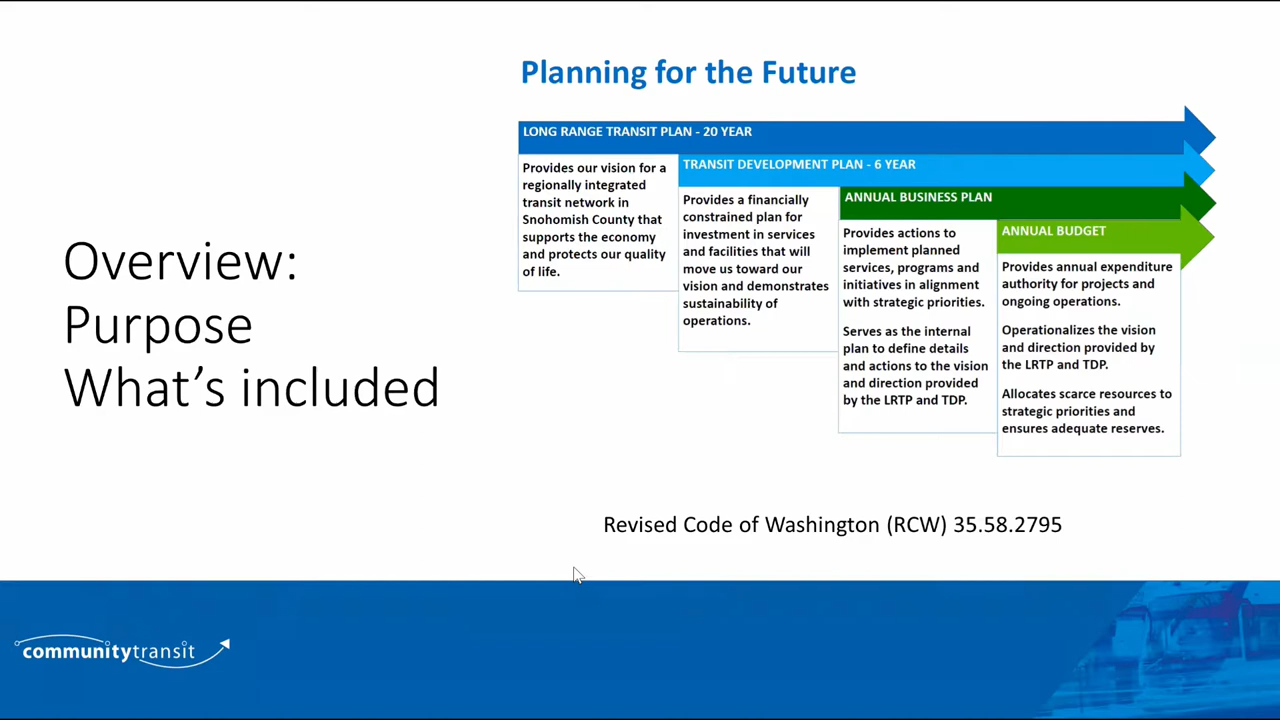 Planning for the Future
LONG RANGE TRANSIT PLAN - 20 YEAR
Provides our vision for a
regionally integrated
transit network in
Snohomish County that
supports the economy
and protects our quality
of life.
TRANSIT DEVELOPMENT PLAN - 6 YEAR
Provides a financially
constrained plan for
investment in services
and facilities that will
move us toward our
vision and demonstrates
sustainability of
operations.
ANNUAL BUSINESS PLAN
Provides actions to
implement planned
services, programs and
initiatives in alignment
with strategic priorities.
Serves as the internal
plan to define details
and actions to the vision
and direction provided
by the LRTP and TDP.
ANNUAL BUDGET
Provides annual expenditure
authority for projects and
ongoing operations.
Operationalizes the vision
and direction provided by
the LRTP and TDP.
Allocates scarce resources to
strategic priorities and
ensures adequate reserves.
Overview:
Purpose
What's included
Revised Code of Washington (RCW) 35.58.2795
communitytransit